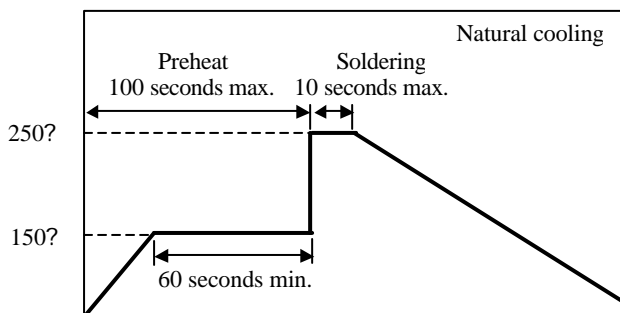 Natural cooling
Preheat
100 seconds max.
Soldering
10 seconds max.
250?
150?
60 seconds min.